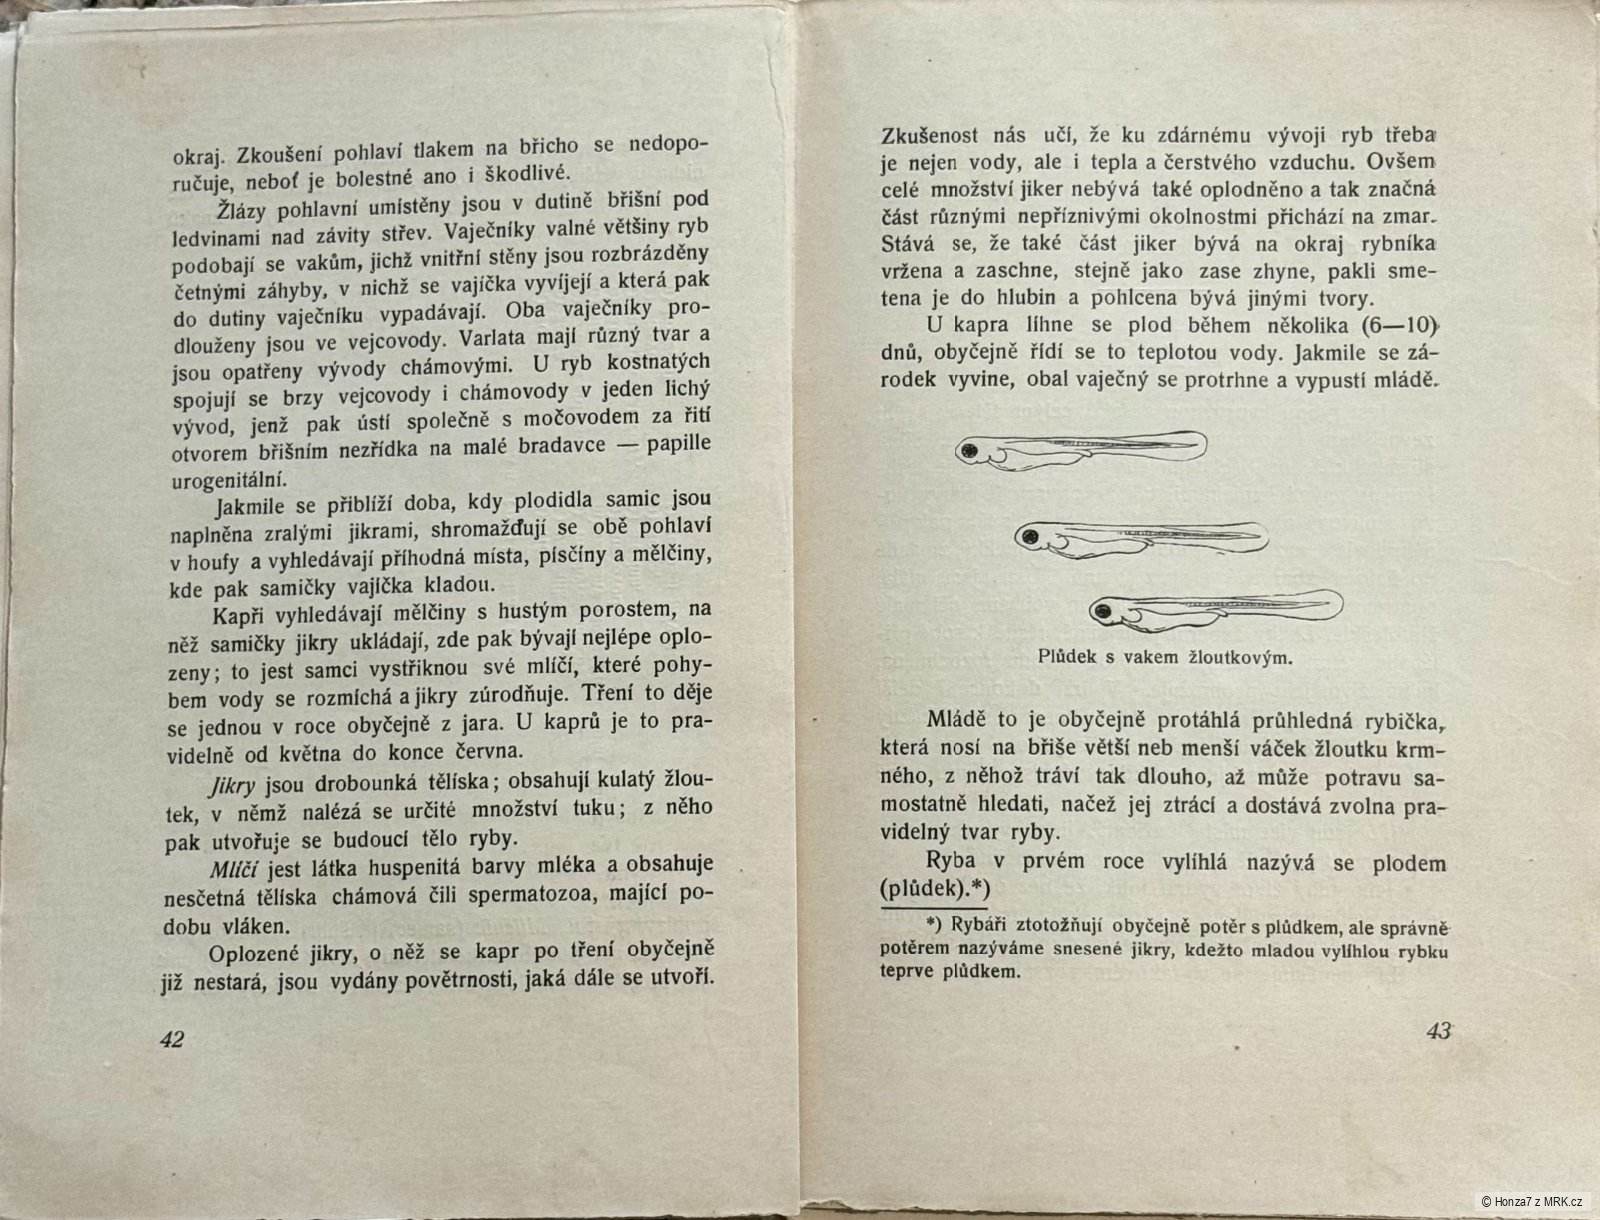 okraj. Zkoušení pohlaví tlakem na břicho se nedopo-
ručuje, neboť je bolestné ano i škodlivé.
Žlázy pohlavní umístěny jsou v dutině břišní pod
ledvinami nad závity střev. Vaječníky valné většiny ryb
podobají se vakům, jichž vnitřní stěny jsou rozbrázděny
četnými záhyby, v nichž se vajíčka vyvíjejí a která pak
do dutiny vaječníku vypadávají. Oba vaječníky pro-
dlouženy jsou ve vejcovody. Varlata mají různý tvar a
jsou opatřeny vývody chámovými. U ryb kostnatých
spojují se brzy vejcovody i chámovody v jeden lichý
vývod, jenž pak ústí společně s močovodem za řití
otvorem břišním nezřídka na malé bradavce — papille
urogenitální.
Jakmile se přiblíží doba, kdy plodidla samic jsou
naplněna zralými jikrami, shromažďují se obě pohlaví
v houfy a vyhledávají příhodná místa, písčíny a mělčiny,
kde pak samičky vajíčka kladou.
Kapři vyhledávají mělčiny s hustým porostem, na
něž samičky jikry ukládají, zde pak bývají nejlépe oplo-
zeny; to jest samci vystříknou své mlíčí, které pohy-
bem vody se rozmíchá a jikry zúrodňuje. Tření to děje
se jednou v roce obyčejně z jara. U kaprů je to pra-
videlně od května do konce června.
Jikry jsou drobounká tělíska; obsahují kulatý žlou-
tek, v němž nalézá se určité množství tuku; z něho
pak utvořuje se budoucí tělo ryby.
Mlíčí jest látka huspenitá barvy mléka a obsahuje
nesčetná tělíska chámová čili spermatozoa, mající po-
dobu vláken.
Oplozené jikry, o něž se kapr po tření obyčejně
již nestará, jsou vydány povětrnosti, jaká dále se utvoří.
42
Zkušenost nás učí, že ku zdárnému vývoji ryb třeba
je nejen vody, ale i tepla a čerstvého vzduchu. Ovšem
celé množství jiker nebývá také oplodněno a tak značná
část různými nepříznivými okolnostmi přichází na zmar.
Stává se, že také část jiker bývá na okraj rybníka
vržena a zaschne, stejně jako zase zhyne, pakli sme-
tena je do hlubin a pohlcena bývá jinými tvory.
U kapra líhne se plod během několika (6—10)
dnů, obyčejně řídí se to teplotou vody. Jakmile se zá-
rodek vyvine, obal vaječný se protrhne a vypustí mládě.
Plůdek s vakem žloutkovým.
Mládě to je obyčejně protáhlá průhledná rybička,
která nosí na břiše větší neb menší váček žloutku krm-
ného, z něhož tráví tak dlouho, až může potravu sa-
mostatně hledati, načež jej ztrácí a dostává zvolna pra-
videlný tvar ryby.
Ryba v prvém roce vylíhlá nazývá se plodem
(plůdek).*)
*) Rybáři ztotožňují obyčejně potěr s plůdkem, ale správně
potěrem nazýváme snesené jikry, kdežto mladou vylíhlou rybku
teprve plůdkem.
43
© Honza7 z MRK.cz